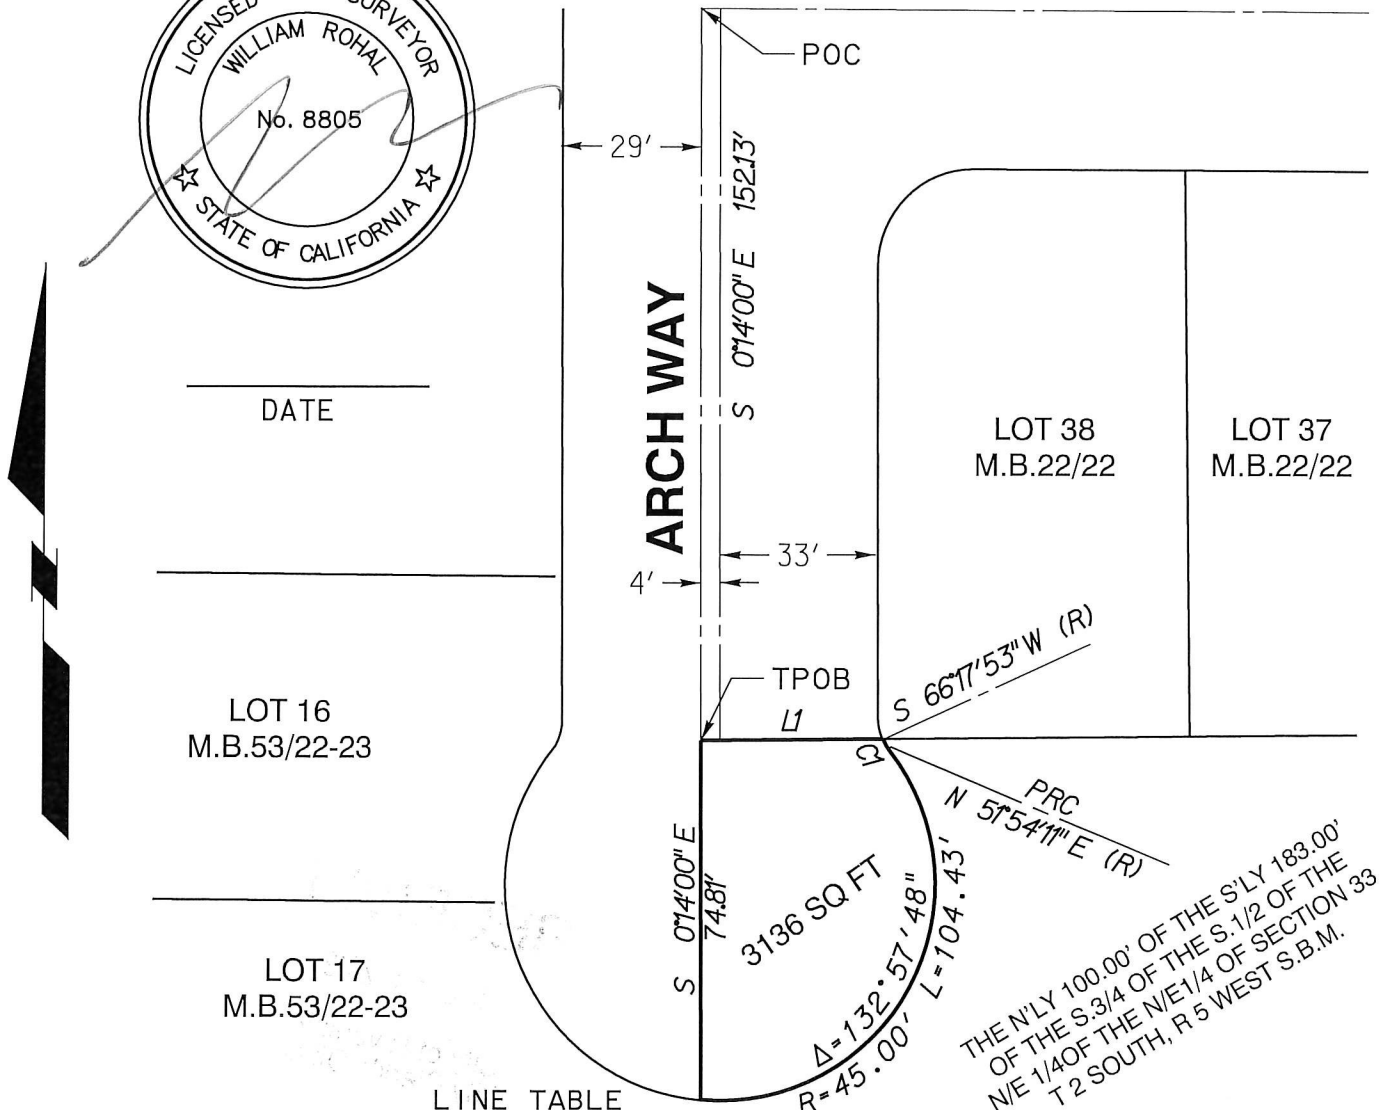 LICENSED SURVEYOR
WILLIAM ROHAL
No. 8805
STATE OF CALIFORNIA
POC
29'
S 0°14'00" E 152.13'
ARCH WAY
DATE
LOT 38
M.B.22/22
LOT 37
M.B.22/22
33'
4'
TPOB
L1
S 66°17'53" W (R)
C1
PRC
N 51°54'11" E (R)
LOT 16
M.B.53/22-23
S 0°14'00" E
74.81'
3136 SQ FT
Δ=132°57'48"
R=45.00' L=104.43'
LOT 17
M.B.53/22-23
THE N'LY 100.00' OF THE S'LY 183.00'
OF THE S.3/4 OF THE S.1/2 OF THE
N/E 1/4OF THE N/E1/4 OF SECTION 33
T 2 SOUTH, R 5 WEST S.B.M.
LINE TABLE